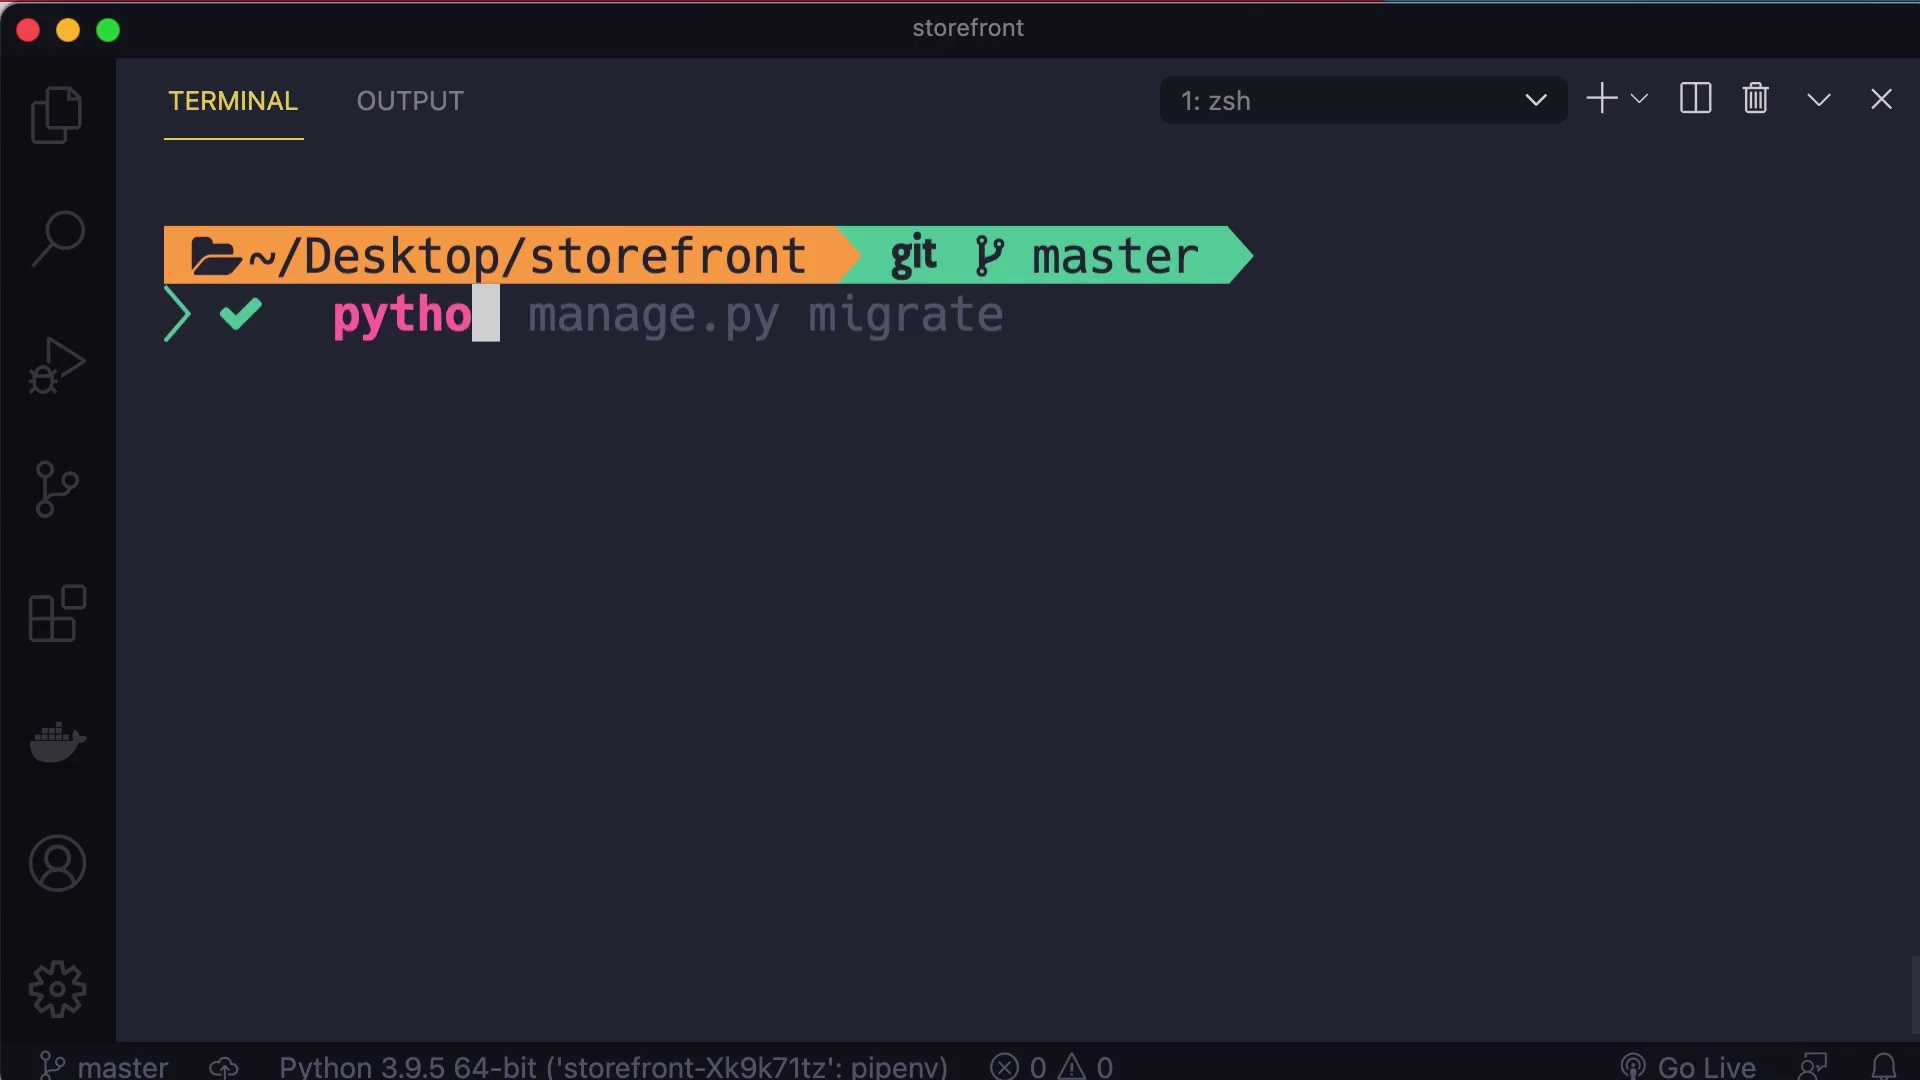 storefront
TERMINAL OUTPUT 1: zsh
~/Desktop/storefront git master
pytho manage.py migrate
master Python 3.9.5 64-bit ('storefront-Xk9k71tz': pipenv) 0 0 Go Live